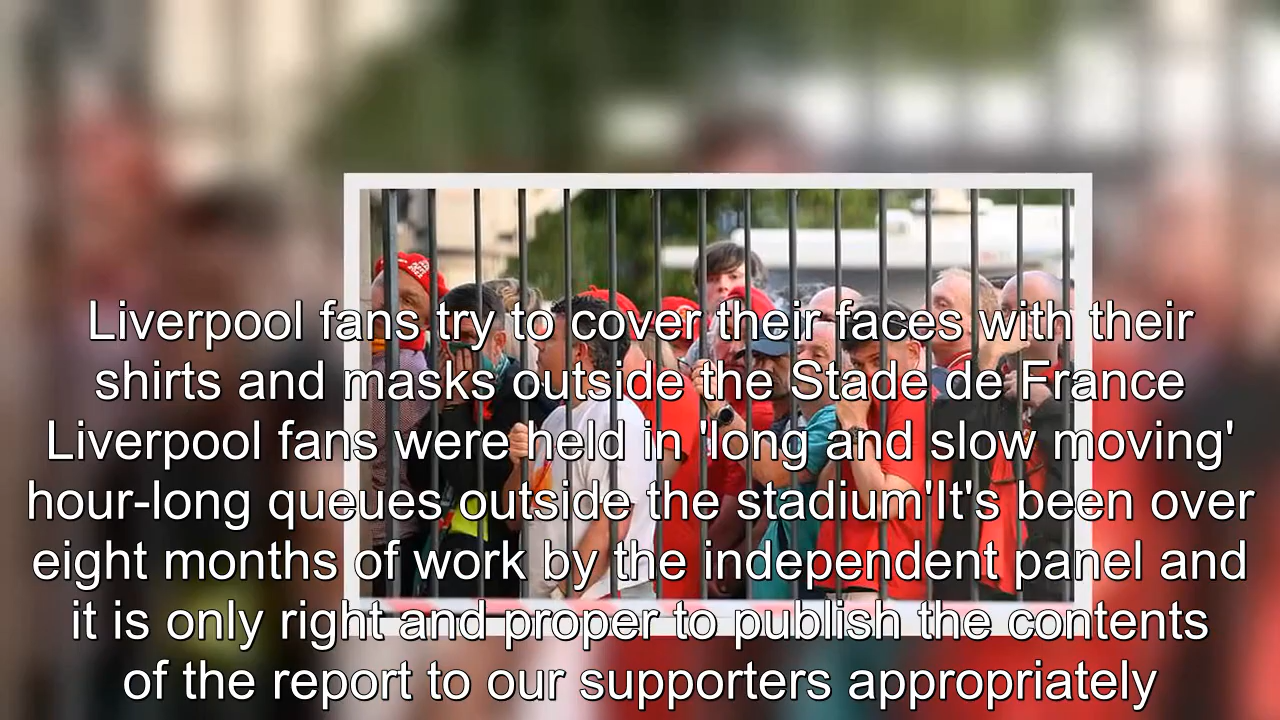 Liverpool fans try to cover their faces with their
shirts and masks outside the Stade de France
Liverpool fans were held in 'long and slow moving'
hour-long queues outside the stadium'It's been over
eight months of work by the independent panel and
it is only right and proper to publish the contents
of the report to our supporters appropriately